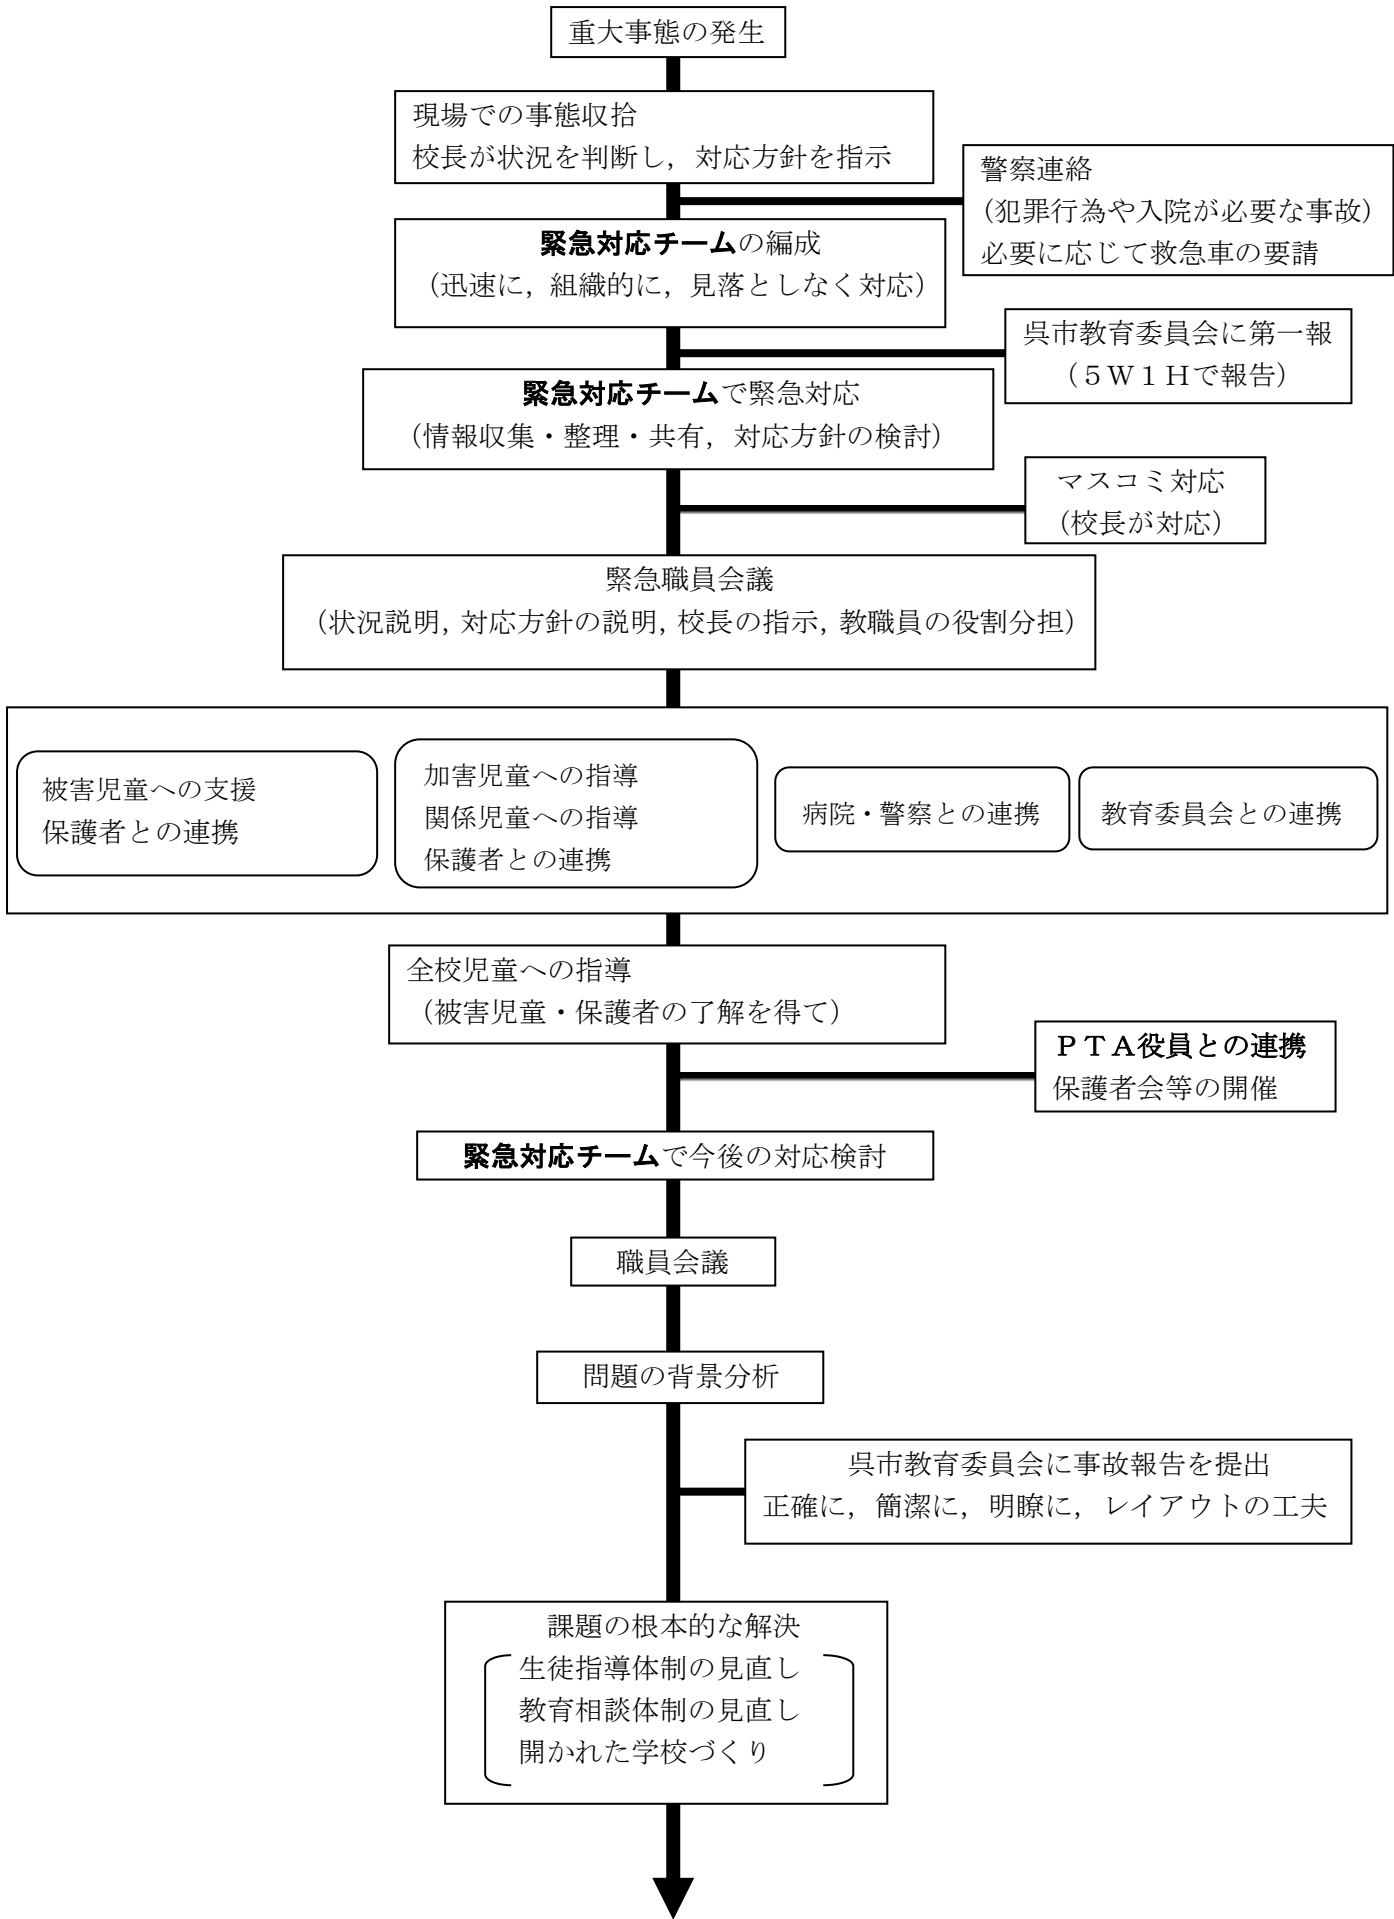 重大事態の発生
現場での事態収拾
校長が状況を判断し，対応方針を指示
警察連絡
（犯罪行為や入院が必要な事故）
必要に応じて救急車の要請
緊急対応チームの編成
（迅速に，組織的に，見落としなく対応）
呉市教育委員会に第一報
（５Ｗ１Ｈで報告）
緊急対応チームで緊急対応
（情報収集・整理・共有，対応方針の検討）
マスコミ対応
（校長が対応）
緊急職員会議
（状況説明，対応方針の説明，校長の指示，教職員の役割分担）
被害児童への支援
保護者との連携
加害児童への指導
関係児童への指導
保護者との連携
病院・警察との連携
教育委員会との連携
全校児童への指導
（被害児童・保護者の了解を得て）
ＰＴＡ役員との連携
保護者会等の開催
緊急対応チームで今後の対応検討
職員会議
問題の背景分析
呉市教育委員会に事故報告を提出
正確に，簡潔に，明瞭に，レイアウトの工夫
課題の根本的な解決
生徒指導体制の見直し
教育相談体制の見直し
開かれた学校づくり